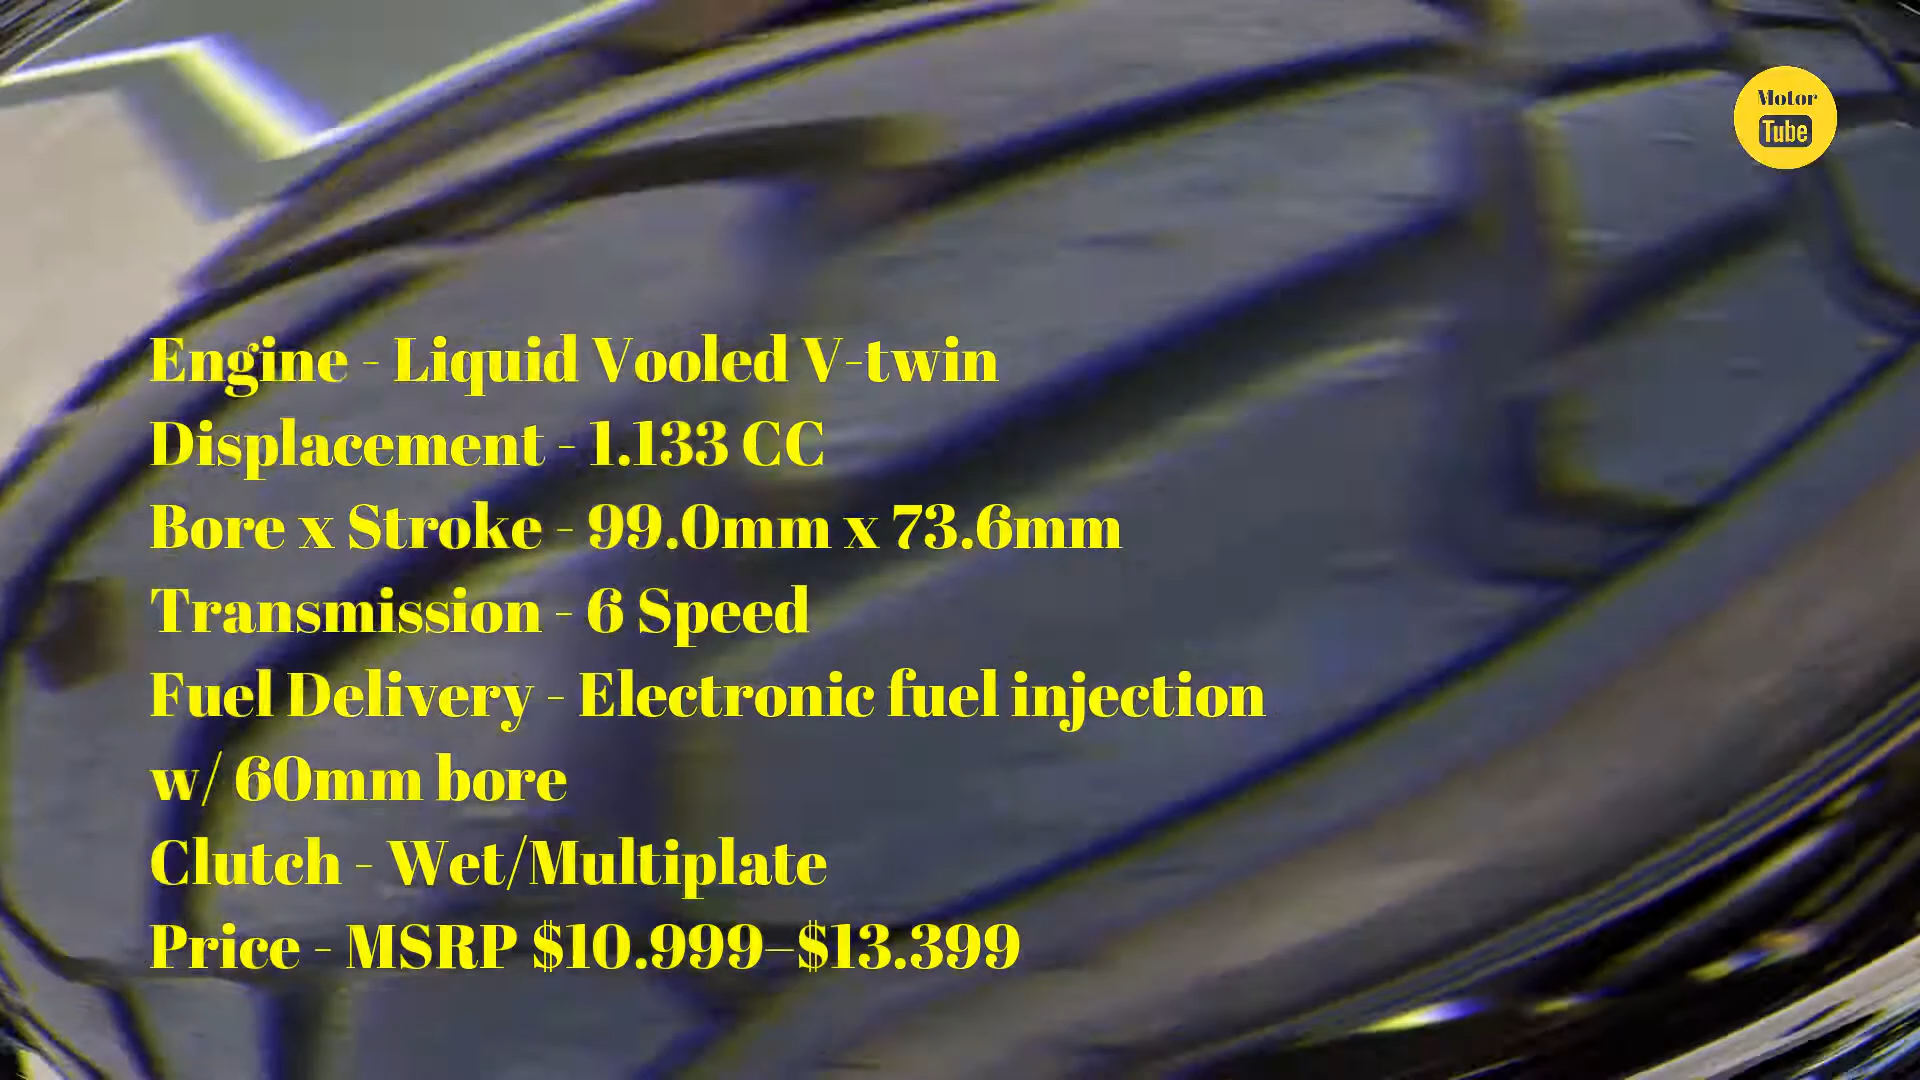 Motor
Tube
Engine - Liquid Vooled V-twin
Displacement - 1.133 CC
Bore x Stroke - 99.0mm x 73.6mm
Transmission - 6 Speed
Fuel Delivery - Electronic fuel injection
w/ 60mm bore
Clutch - Wet/Multiplate
Price - MSRP $10.999–$13.399